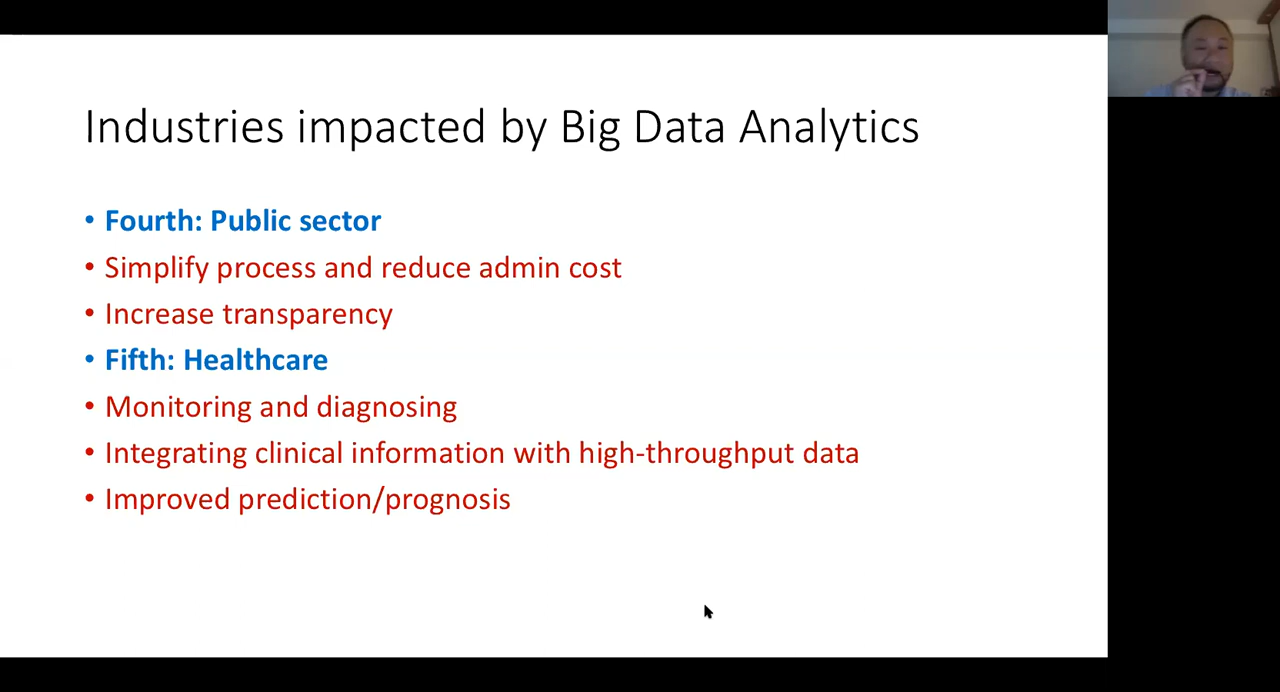 Industries impacted by Big Data Analytics
• Fourth: Public sector
• Simplify process and reduce admin cost
• Increase transparency
• Fifth: Healthcare
• Monitoring and diagnosing
• Integrating clinical information with high-throughput data
• Improved prediction/prognosis